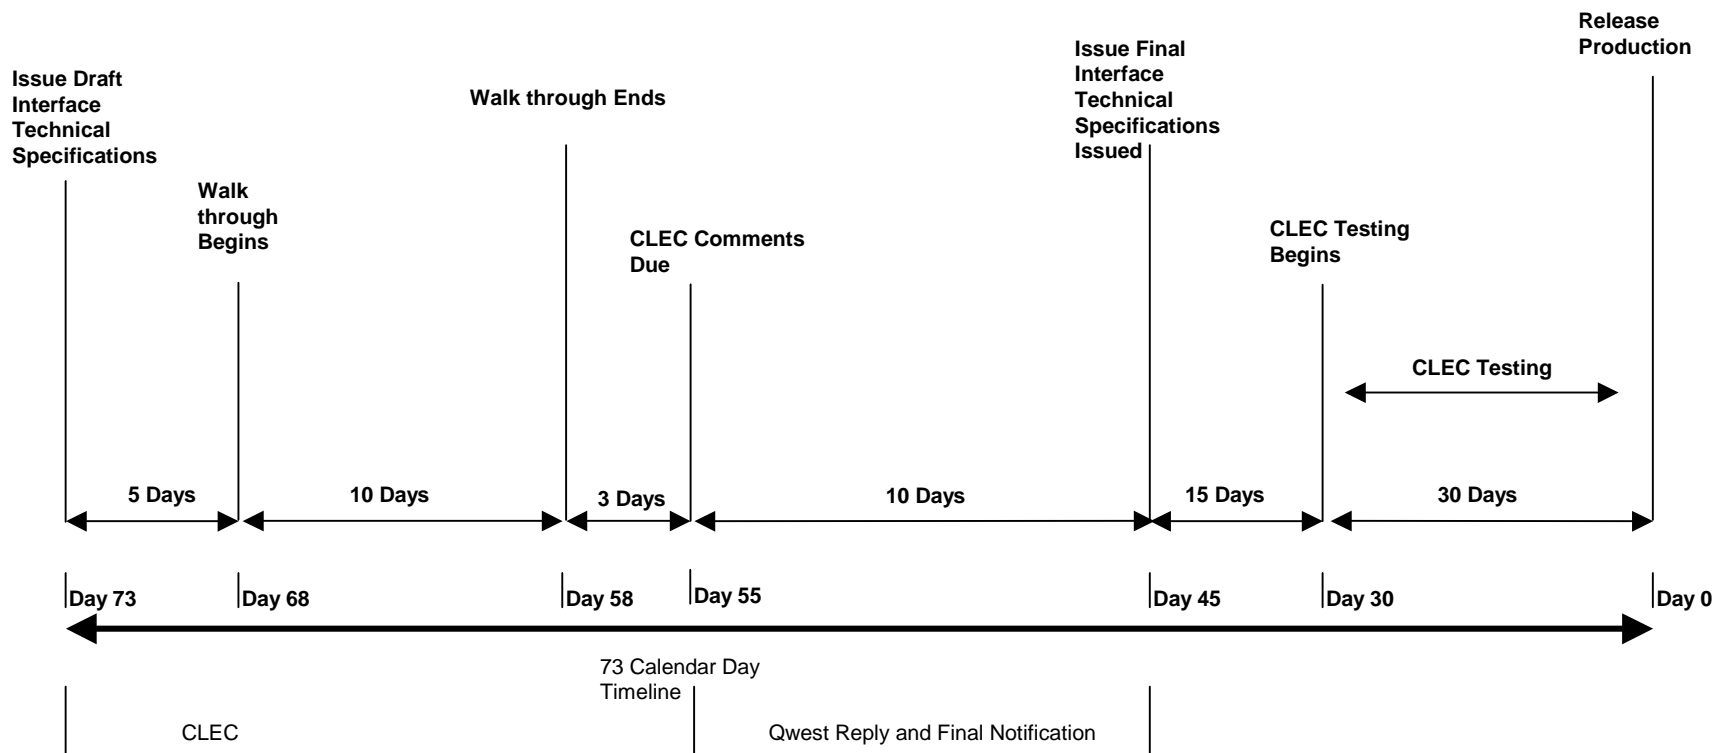 Release
Production
Issue Final
Interface
Technical
Specifications
Issued
Issue Draft
Interface
Technical
Specifications
Walk through Ends
Walk
through
Begins
CLEC Comments
Due
CLEC Testing
Begins
CLEC Testing
5 Days
10 Days
3 Days
10 Days
15 Days
30 Days
Day 73
Day 68
Day 58
Day 55
Day 45
Day 30
Day 0
73 Calendar Day
Timeline
CLEC
Qwest Reply and Final Notification